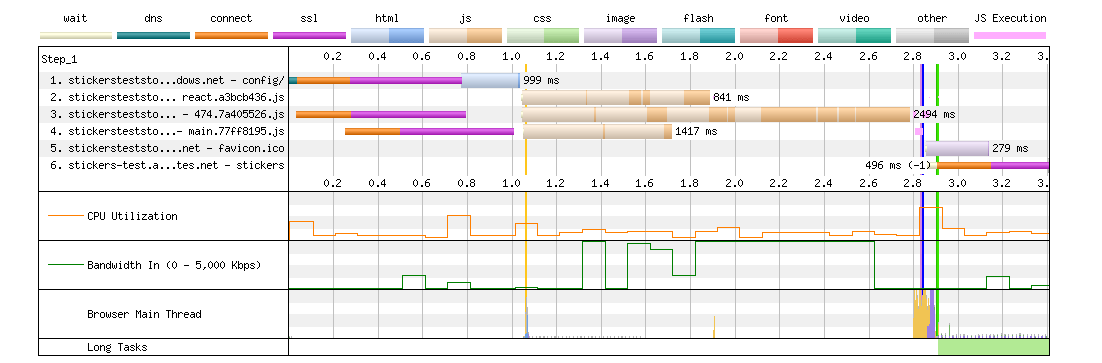 wait dns connect ssl html js css image flash font video other JS Execution
Step_1 0.2 0.4 0.6 0.8 1.0 1.2 1.4 1.6 1.8 2.0 2.2 2.4 2.6 2.8 3.0 3.
1. stickersteststo...dows.net - config/ 999 ms
2. stickersteststo... react.a3bcb436.js 841 ms
3. stickersteststo... - 474.7a405526.js 2494 ms
4. stickersteststo...- main.77ff8195.js 1417 ms
5. stickersteststo....net - favicon.ico 279 ms
6. stickers-test.a...tes.net - stickers 496 ms (-1)
0.2 0.4 0.6 0.8 1.0 1.2 1.4 1.6 1.8 2.0 2.2 2.4 2.6 2.8 3.0 3.
CPU Utilization
Bandwidth In (0 - 5,000 Kbps)
Browser Main Thread
Long Tasks